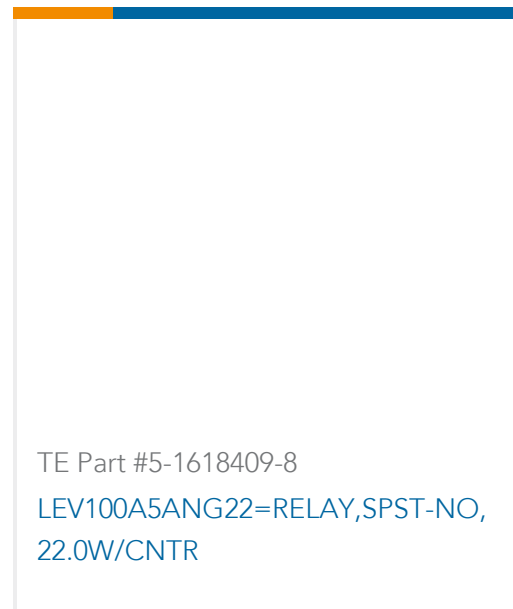 TE Part #5-1618409-8
LEV100A5ANG22=RELAY,SPST-NO,
22.0W/CNTR